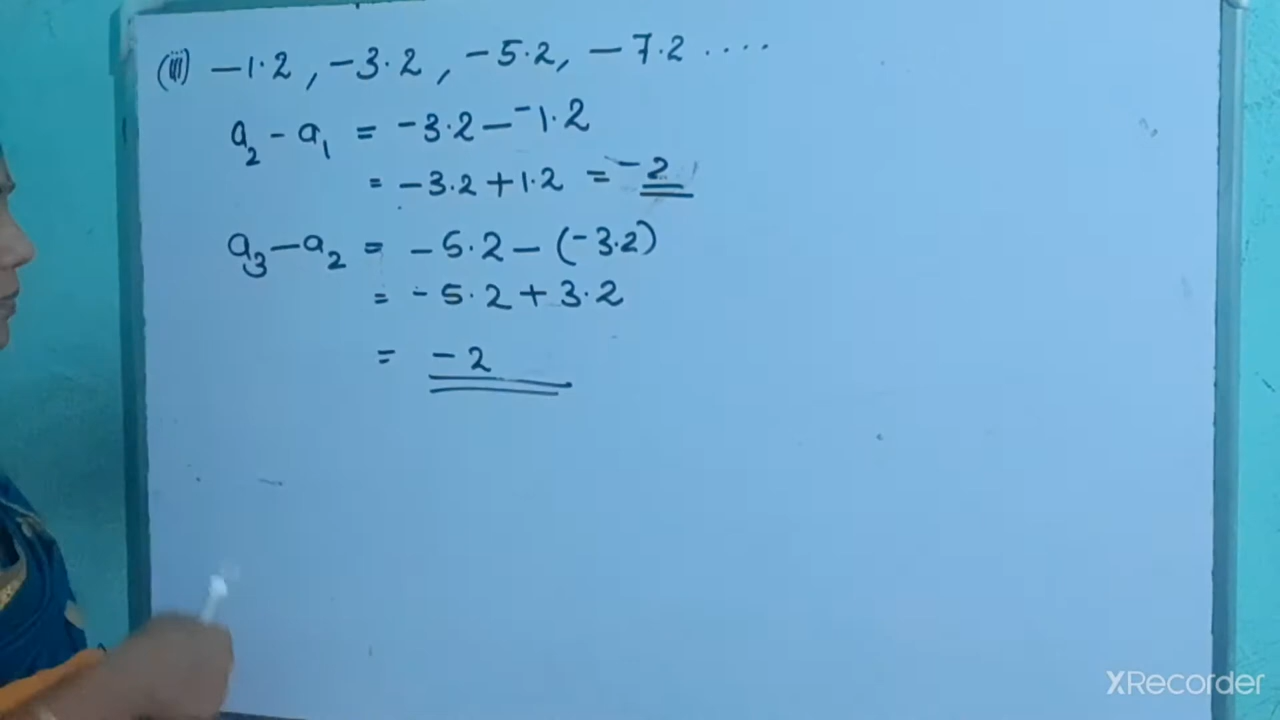 (iii) -1·2, -3·2, -5·2, -7·2 ....
a₂ - a₁ = -3·2 - -1·2
= -3·2 + 1·2 = -2
a₃ - a₂ = -5·2 - (-3·2)
= -5·2 + 3·2
= -2
XRecorder